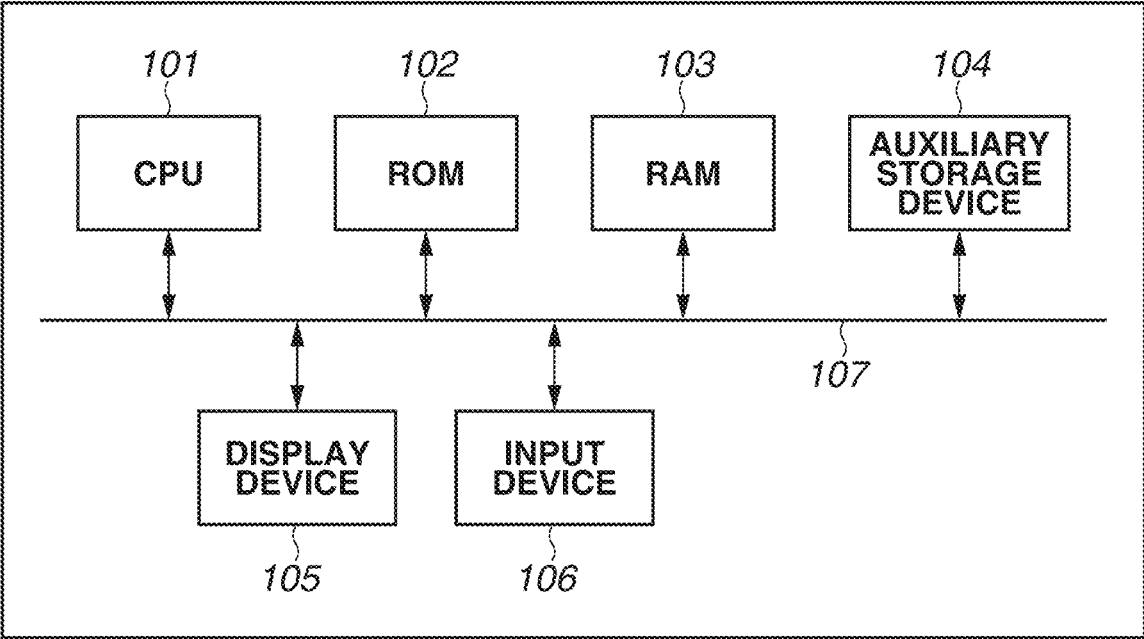 101
102
103
104
CPU
ROM
RAM
AUXILIARY
STORAGE
DEVICE
107
DISPLAY
DEVICE
INPUT
DEVICE
105
106